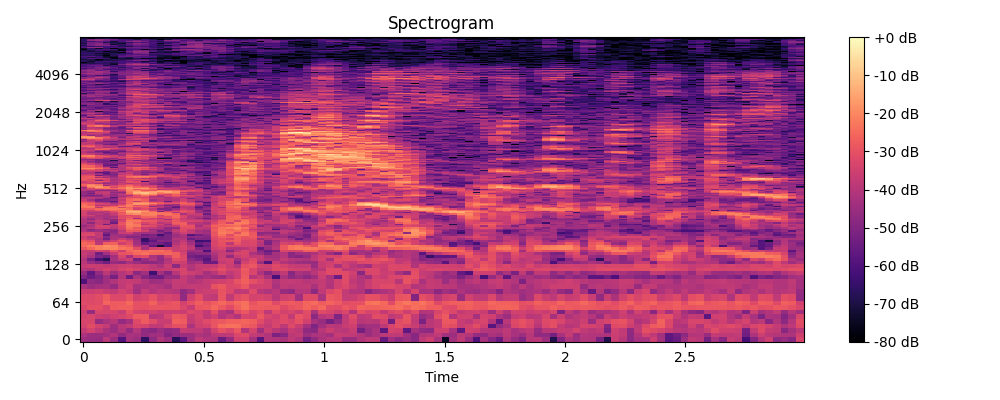 Spectrogram
Hz
4096
2048
1024
512
256
128
64
0
0
0.5
1
1.5
2
2.5
Time
+0 dB
-10 dB
-20 dB
-30 dB
-40 dB
-50 dB
-60 dB
-70 dB
-80 dB